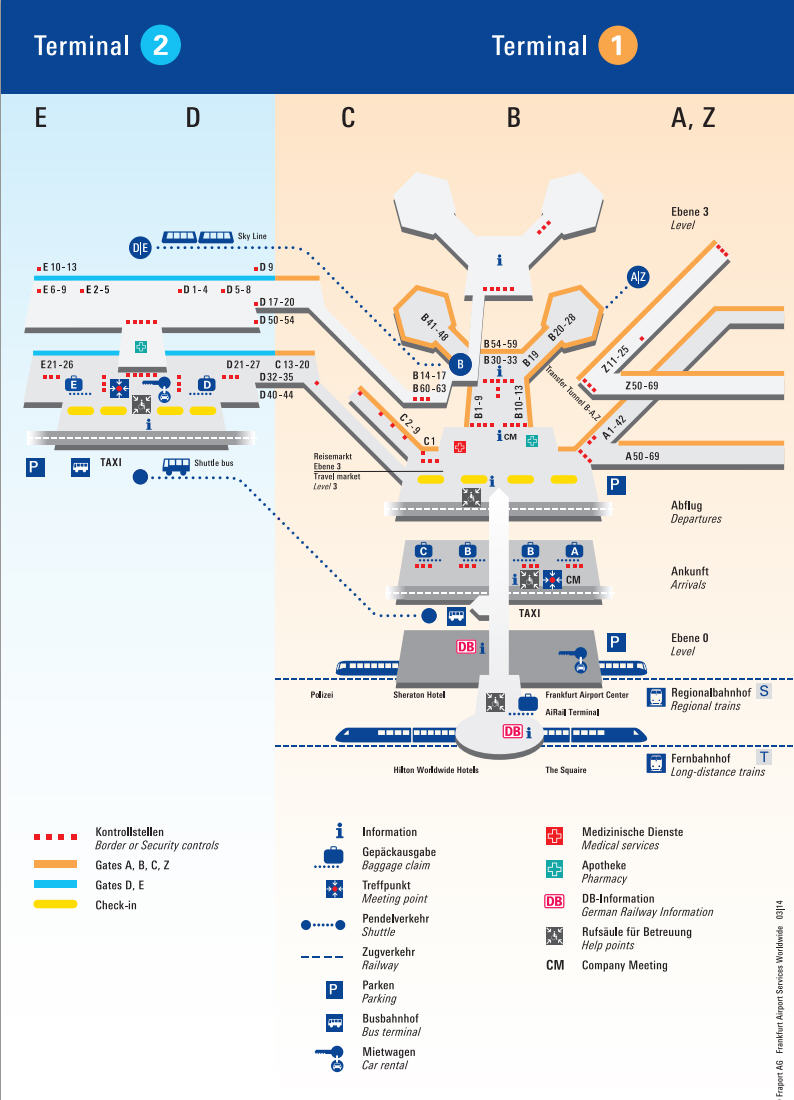 Terminal 2
Terminal 1
E
D
C
B
A, Z
Ebene 3
Level
D|E
Sky Line
A|Z
E 10-13
D 9
E 6-9
E 2-5
D 1-4
D 5-8
D 17-20
D 50-54
B 41-48
B 20-28
B 54-59
B 30-33
B 19
B
B 14-17
B 60-63
B 1-9
B 10-13
Transfer Tunnel B-A,Z
Z 11-25
Z 50-69
E 21-26
D 21-27
C 13-20
D 32-35
D 40-44
E
D
C 2-9
C 1
A 1-42
A 50-69
CM
Reisemarkt
Ebene 3
Travel market
Level 3
P
TAXI
Shuttle bus
P
Abflug
Departures
C
B
B
A
CM
Ankunft
Arrivals
TAXI
DB
P
Ebene 0
Level
Polizei
Sheraton Hotel
Frankfurt Airport Center
AiRail Terminal
Regionalbahnhof S
Regional trains
DB
Hilton Worldwide Hotels
The Squaire
Fernbahnhof T
Long-distance trains
Kontrollstellen
Border or Security controls
Gates A, B, C, Z
Gates D, E
Check-in
Information
Gepäckausgabe
Baggage claim
Treffpunkt
Meeting point
Pendelverkehr
Shuttle
Zugverkehr
Railway
P Parken
Parking
Busbahnhof
Bus terminal
Mietwagen
Car rental
Medizinische Dienste
Medical services
Apotheke
Pharmacy
DB DB-Information
German Railway Information
Rufsäule für Betreuung
Help points
CM Company Meeting
Fraport AG Frankfurt Airport Services Worldwide 03|14